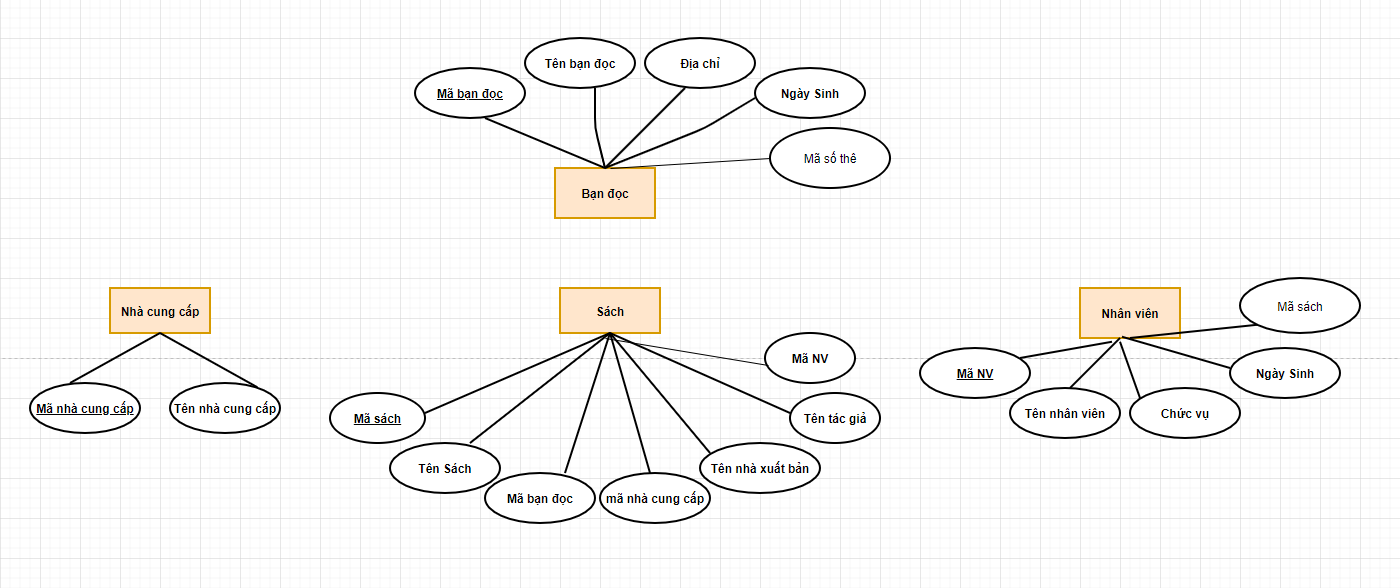 Tên bạn đọc
Địa chỉ
Mã bạn đọc
Ngày Sinh
Mã số thê
Bạn đọc
Nhà cung cấp
Sách
Nhân viên
Mã sách
Mã NV
Mã NV
Ngày Sinh
Mã nhà cung cấp
Tên nhà cung cấp
Mã sách
Tên tác giả
Tên nhân viên
Chức vụ
Tên Sách
Tên nhà xuất bản
Mã bạn đọc
mã nhà cung cấp